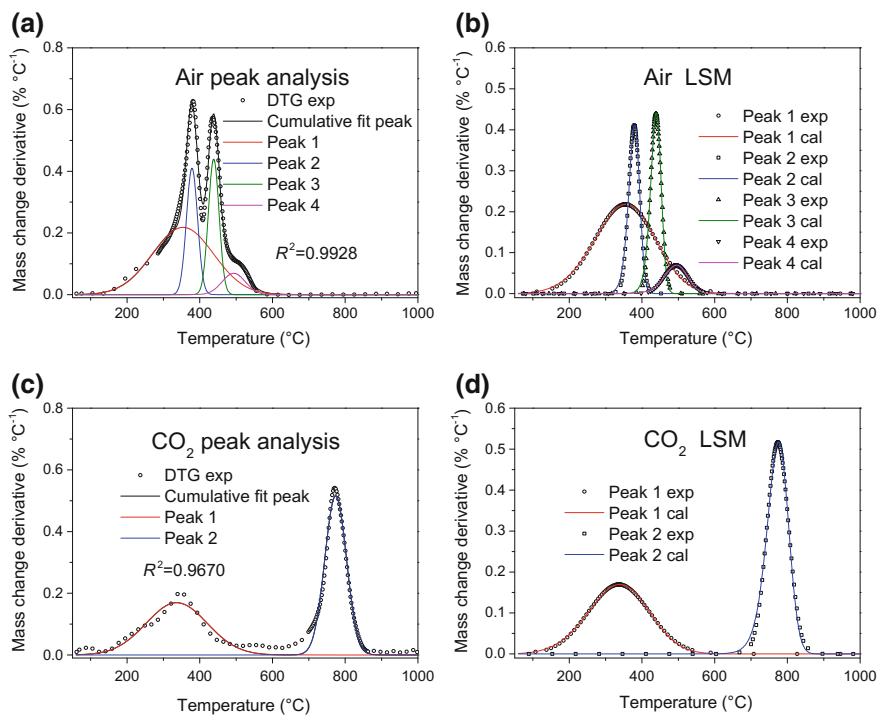 (a)
Mass change derivative (% °C⁻¹)
0.8
0.6
0.4
0.2
0.0
Air peak analysis
DTG exp
Cumulative fit peak
Peak 1
Peak 2
Peak 3
Peak 4
R²=0.9928
200 400 600 800 1000
Temperature (°C)
(b)
Mass change derivative (% °C⁻¹)
0.6
0.5
0.4
0.3
0.2
0.1
0.0
Air LSM
Peak 1 exp
Peak 1 cal
Peak 2 exp
Peak 2 cal
Peak 3 exp
Peak 3 cal
Peak 4 exp
Peak 4 cal
200 400 600 800 1000
Temperature (°C)
(c)
Mass change derivative (% °C⁻¹)
0.8
0.6
0.4
0.2
0.0
CO₂ peak analysis
DTG exp
Cumulative fit peak
Peak 1
Peak 2
R²=0.9670
200 400 600 800 1000
Temperature (°C)
(d)
Mass change derivative (% °C⁻¹)
0.6
0.5
0.4
0.3
0.2
0.1
0.0
CO₂ LSM
Peak 1 exp
Peak 1 cal
Peak 2 exp
Peak 2 cal
200 400 600 800 1000
Temperature (°C)